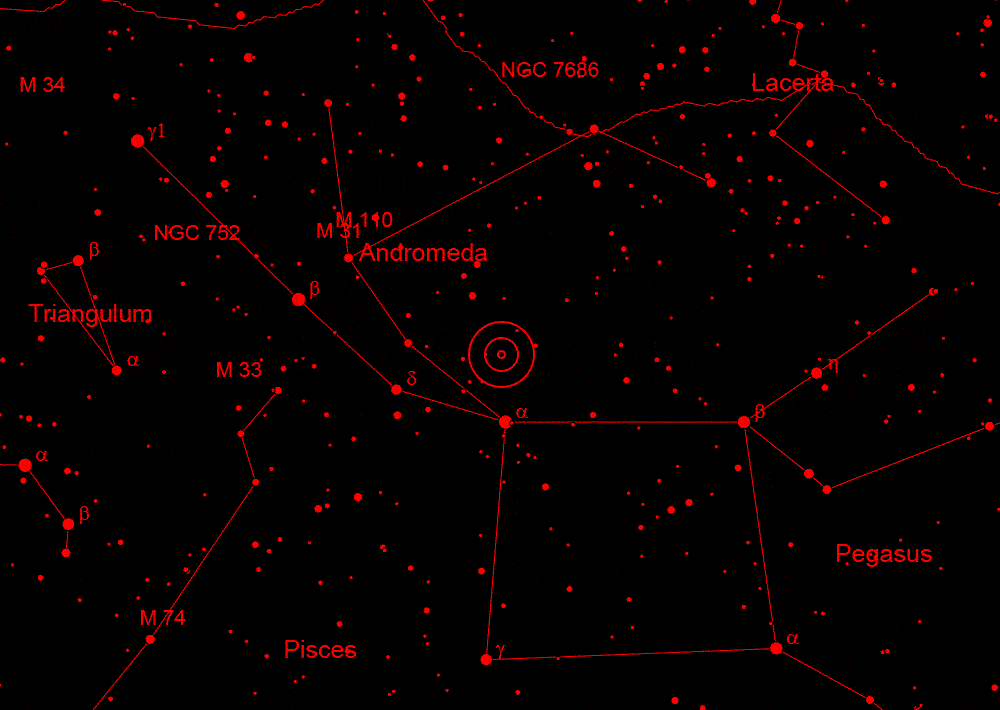 NGC 7686
M 34
Lacerta
γ1
M 110
M 31
NGC 752
β
Andromeda
β
Triangulum
α
M 33
δ
η
α
β
α
β
Pegasus
M 74
Pisces
γ
α